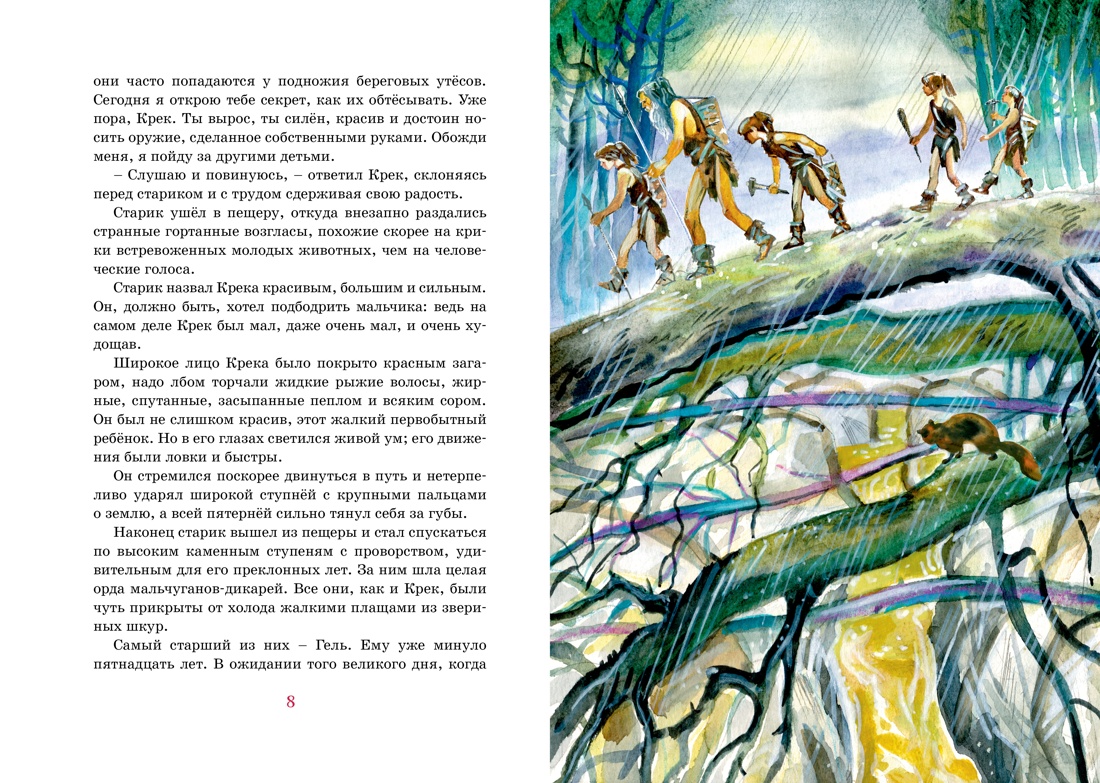 они часто попадаются у подножия береговых утёсов.
Сегодня я открою тебе секрет, как их обтёсывать. Уже
пора, Крек. Ты вырос, ты силён, красив и достоин но-
сить оружие, сделанное собственными руками. Обожди
меня, я пойду за другими детьми.
– Слушаю и повинуюсь, – ответил Крек, склоняясь
перед стариком и с трудом сдерживая свою радость.
Старик ушёл в пещеру, откуда внезапно раздались
странные гортанные возгласы, похожие скорее на кри-
ки встревоженных молодых животных, чем на челове-
ческие голоса.
Старик назвал Крека красивым, большим и сильным.
Он, должно быть, хотел подбодрить мальчика: ведь на
самом деле Крек был мал, даже очень мал, и очень ху-
дощав.
Широкое лицо Крека было покрыто красным зага-
ром, надо лбом торчали жидкие рыжие волосы, жир-
ные, спутанные, засыпанные пеплом и всяким сором.
Он был не слишком красив, этот жалкий первобытный
ребёнок. Но в его глазах светился живой ум; его движе-
ния были ловки и быстры.
Он стремился поскорее двинуться в путь и нетерпе-
ливо ударял широкой ступнёй с крупными пальцами
о землю, а всей пятернёй сильно тянул себя за губы.
Наконец старик вышел из пещеры и стал спускаться
по высоким каменным ступеням с проворством, уди-
вительным для его преклонных лет. За ним шла целая
орда мальчуганов-дикарей. Все они, как и Крек, были
чуть прикрыты от холода жалкими плащами из звери-
ных шкур.
Самый старший из них – Гель. Ему уже минуло
пятнадцать лет. В ожидании того великого дня, когда
8